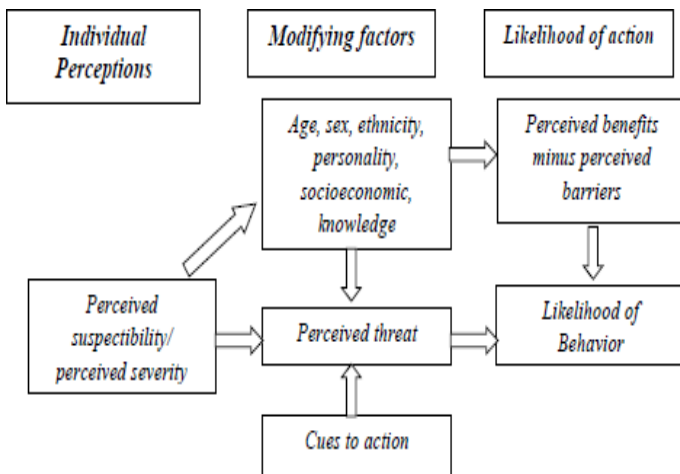 Individual
Perceptions
Modifying factors
Likelihood of action
Age, sex, ethnicity,
personality,
socioeconomic,
knowledge
Perceived benefits
minus perceived
barriers
Perceived
suspectibility/
perceived severity
Perceived threat
Likelihood of
Behavior
Cues to action